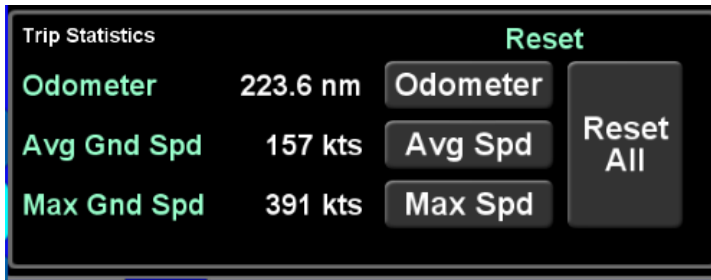 Trip Statistics
Reset
Odometer 223.6 nm Odometer
Avg Gnd Spd 157 kts Avg Spd
Max Gnd Spd 391 kts Max Spd
Reset
All